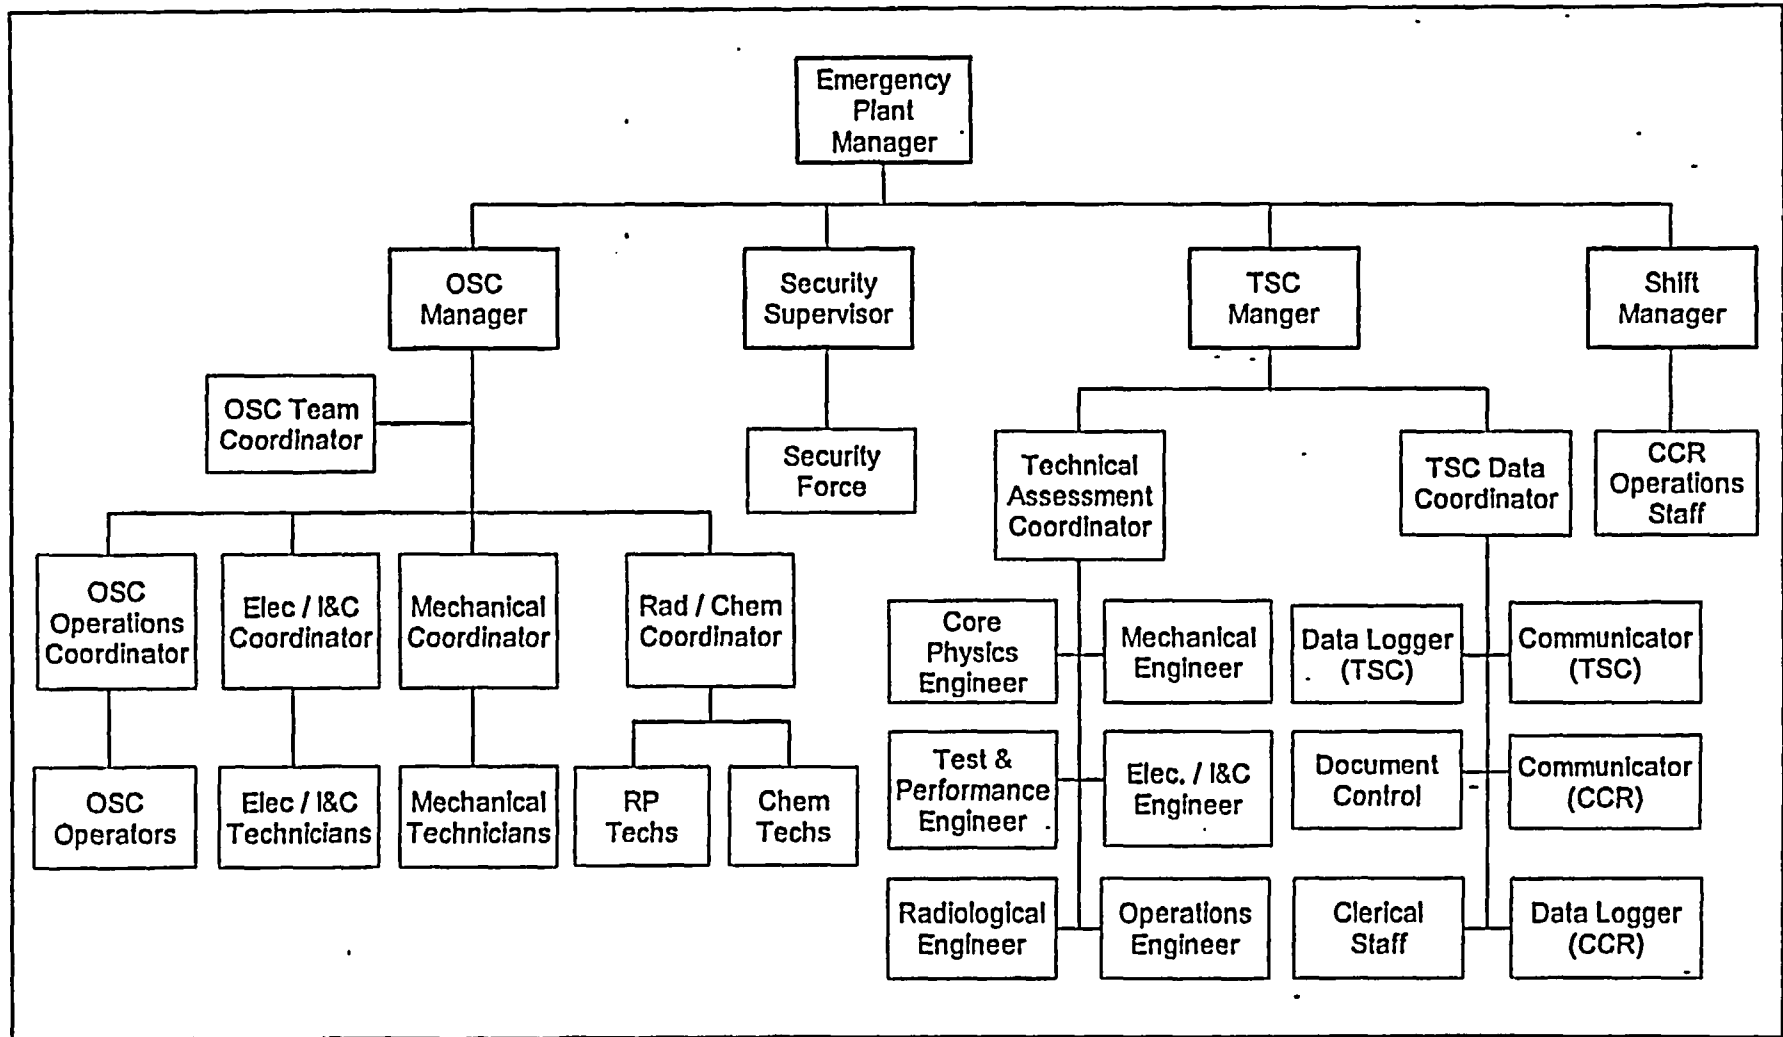 Emergency
Plant
Manager
OSC
Manager
Security
Supervisor
TSC
Manger
Shift
Manager
OSC Team
Coordinator
Security
Force
Technical
Assessment
Coordinator
TSC Data
Coordinator
CCR
Operations
Staff
OSC
Operations
Coordinator
Elec / I&C
Coordinator
Mechanical
Coordinator
Rad / Chem
Coordinator
Core
Physics
Engineer
Mechanical
Engineer
Data Logger
(TSC)
Communicator
(TSC)
Test &
Performance
Engineer
Elec. / I&C
Engineer
Document
Control
Communicator
(CCR)
OSC
Operators
Elec / I&C
Technicians
Mechanical
Technicians
RP
Techs
Chem
Techs
Radiological
Engineer
Operations
Engineer
Clerical
Staff
Data Logger
(CCR)